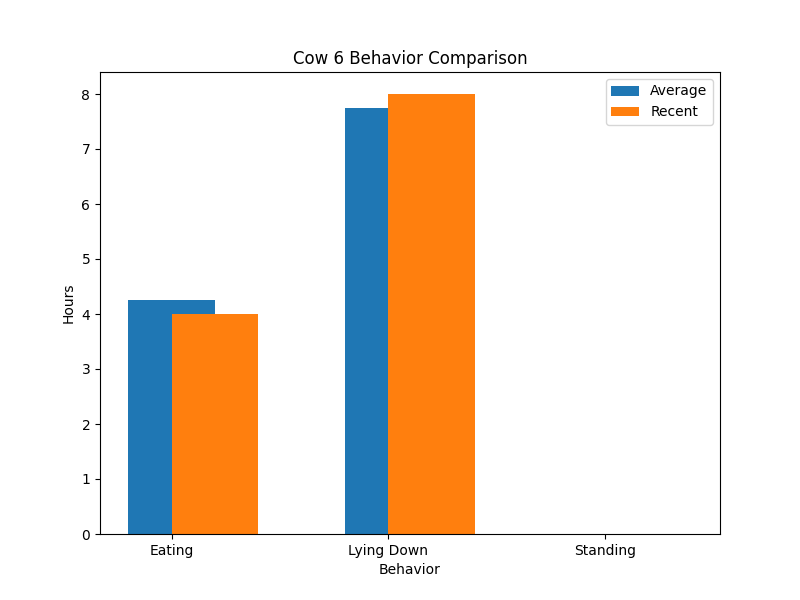 Cow 6 Behavior Comparison
Average
Recent
8
7
6
5
4
3
2
1
0
Hours
Eating
Lying Down
Standing
Behavior